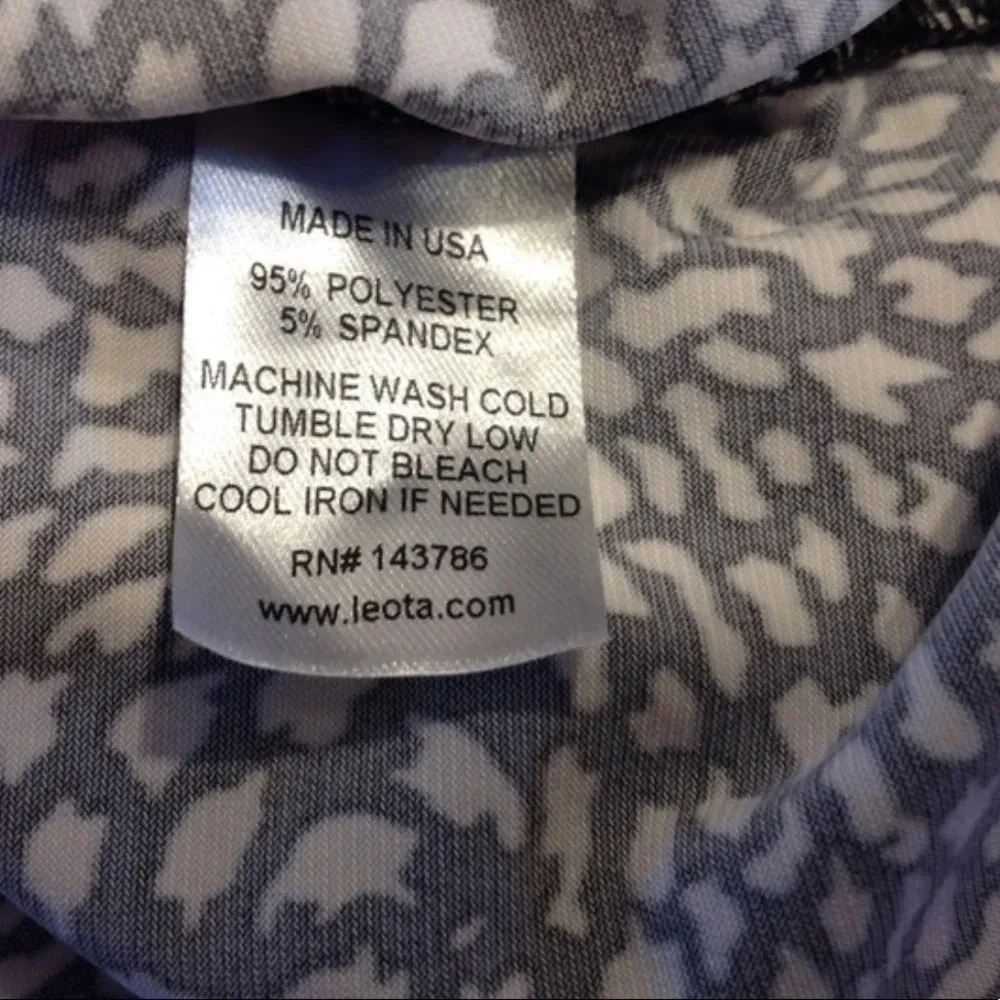 MADE IN USA
95% POLYESTER
5% SPANDEX
MACHINE WASH COLD
TUMBLE DRY LOW
DO NOT BLEACH
COOL IRON IF NEEDED
RN# 143786
www.leota.com